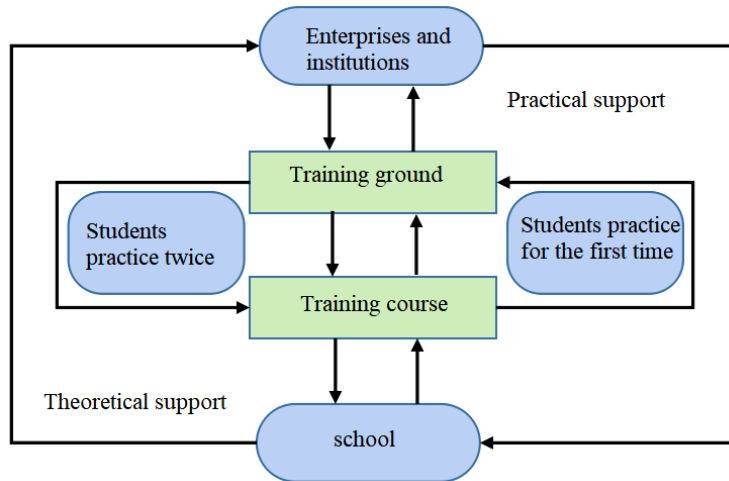 Enterprises and
institutions
Practical support
Training ground
Students
practice twice
Students practice
for the first time
Training course
Theoretical support
school